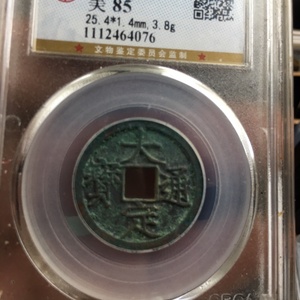 美 85
25.4*1.4mm, 3.8g
1112464076
★ 文物鉴定委员会监制 ★
大定通寳